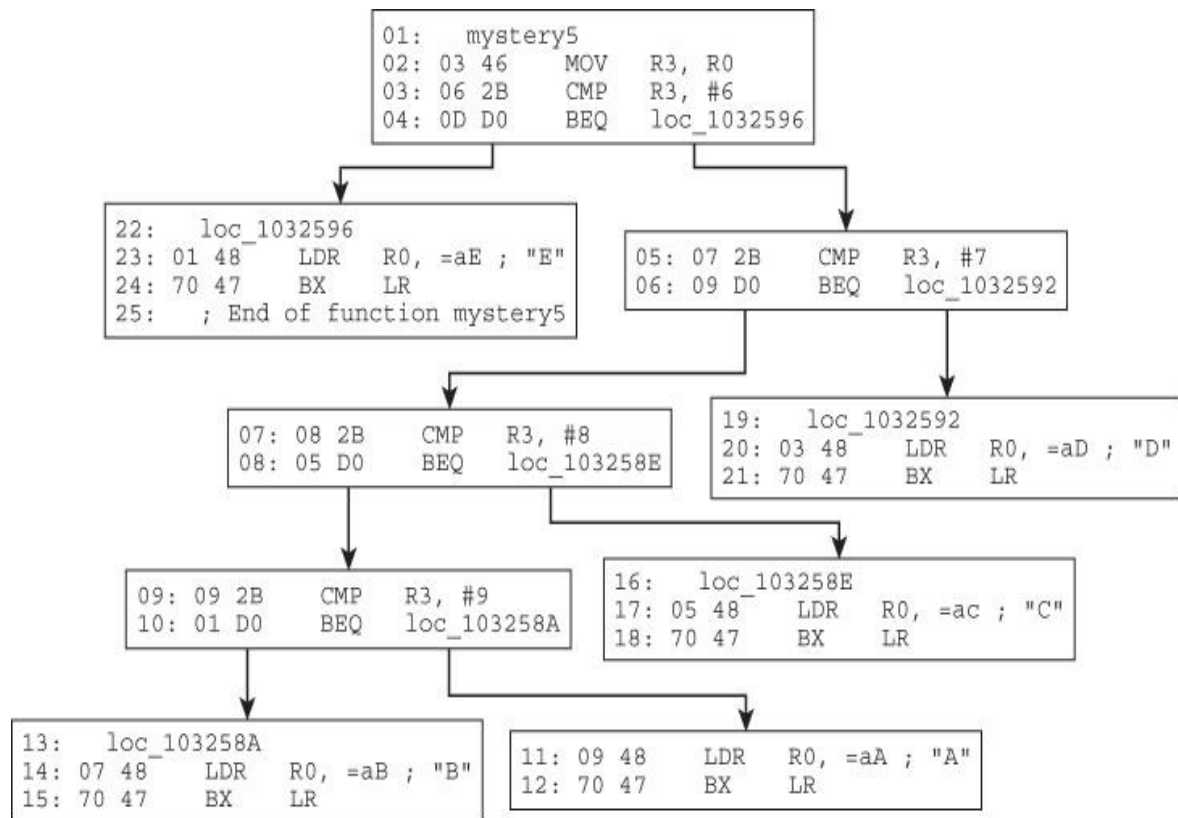 01:   mystery5
02: 03 46     MOV   R3, R0
03: 06 2B     CMP   R3, #6
04: 0D D0     BEQ   loc_1032596
22:   loc_1032596
23: 01 48     LDR   R0, =aE ; "E"
24: 70 47     BX    LR
25:   ; End of function mystery5
05: 07 2B     CMP   R3, #7
06: 09 D0     BEQ   loc_1032592
07: 08 2B     CMP   R3, #8
08: 05 D0     BEQ   loc_103258E
19:   loc_1032592
20: 03 48     LDR   R0, =aD ; "D"
21: 70 47     BX    LR
09: 09 2B     CMP   R3, #9
10: 01 D0     BEQ   loc_103258A
16:   loc_103258E
17: 05 48     LDR   R0, =ac ; "C"
18: 70 47     BX    LR
13:   loc_103258A
14: 07 48     LDR   R0, =aB ; "B"
15: 70 47     BX    LR
11: 09 48     LDR   R0, =aA ; "A"
12: 70 47     BX    LR